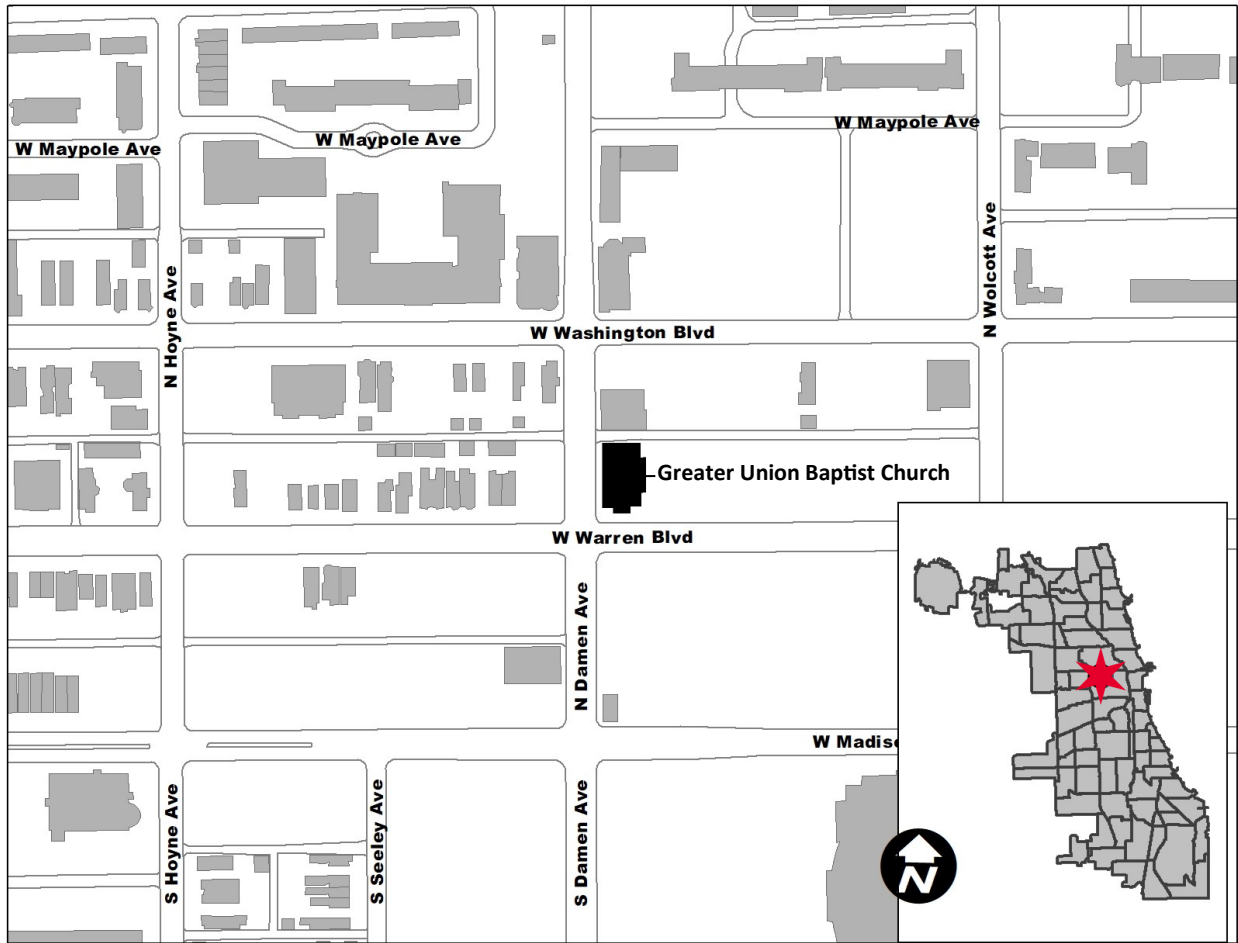 W Maypole Ave
W Maypole Ave
W Maypole Ave
N Hoyne Ave
N Wolcott Ave
W Washington Blvd
Greater Union Baptist Church
W Warren Blvd
N Damen Ave
W Madis
S Hoyne Ave
S Seeley Ave
S Damen Ave
N